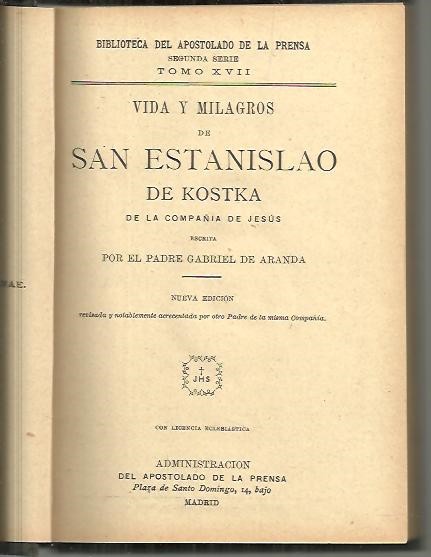 BIBLIOTECA DEL APOSTOLADO DE LA PRENSA
SEGUNDA SERIE
TOMO XVII
VIDA Y MILAGROS
DE
SAN ESTANISLAO
DE KOSTKA
DE LA COMPAÑIA DE JESÚS
ESCRITA
POR EL PADRE GABRIEL DE ARANDA
NUEVA EDICIÓN
revisada y notablemente acrecentada por otro Padre de la misma Compañía.
JHS
CON LICENCIA ECLESIÁSTICA
ADMINISTRACION
DEL APOSTOLADO DE LA PRENSA
Plaza de Santo Domingo, 14, bajo
MADRID